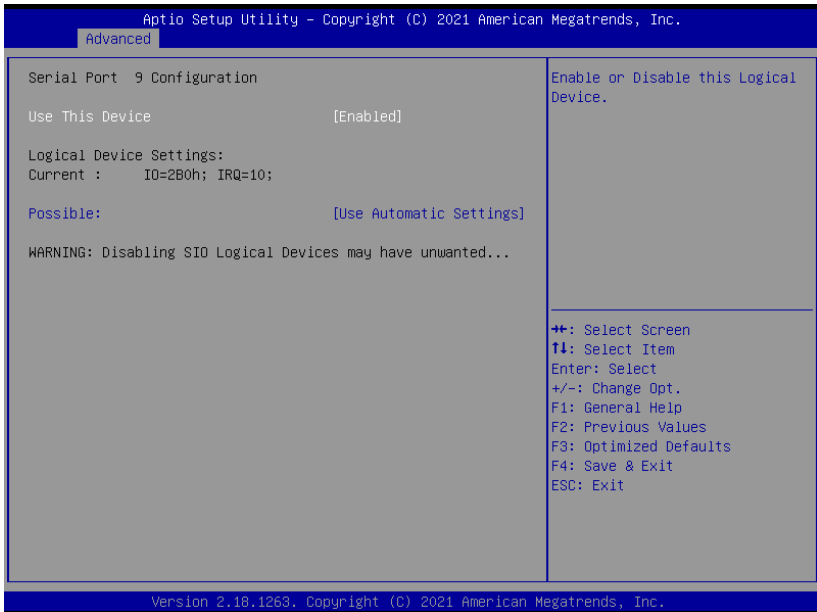 Aptio Setup Utility – Copyright (C) 2021 American Megatrends, Inc.
Advanced
Serial Port  9 Configuration
Use This Device [Enabled]
Logical Device Settings:
Current : IO=2B0h; IRQ=10;
Possible: [Use Automatic Settings]
WARNING: Disabling SIO Logical Devices may have unwanted...
Enable or Disable this Logical
Device.
→←: Select Screen
↑↓: Select Item
Enter: Select
+/-: Change Opt.
F1: General Help
F2: Previous Values
F3: Optimized Defaults
F4: Save & Exit
ESC: Exit
Version 2.18.1263. Copyright (C) 2021 American Megatrends, Inc.